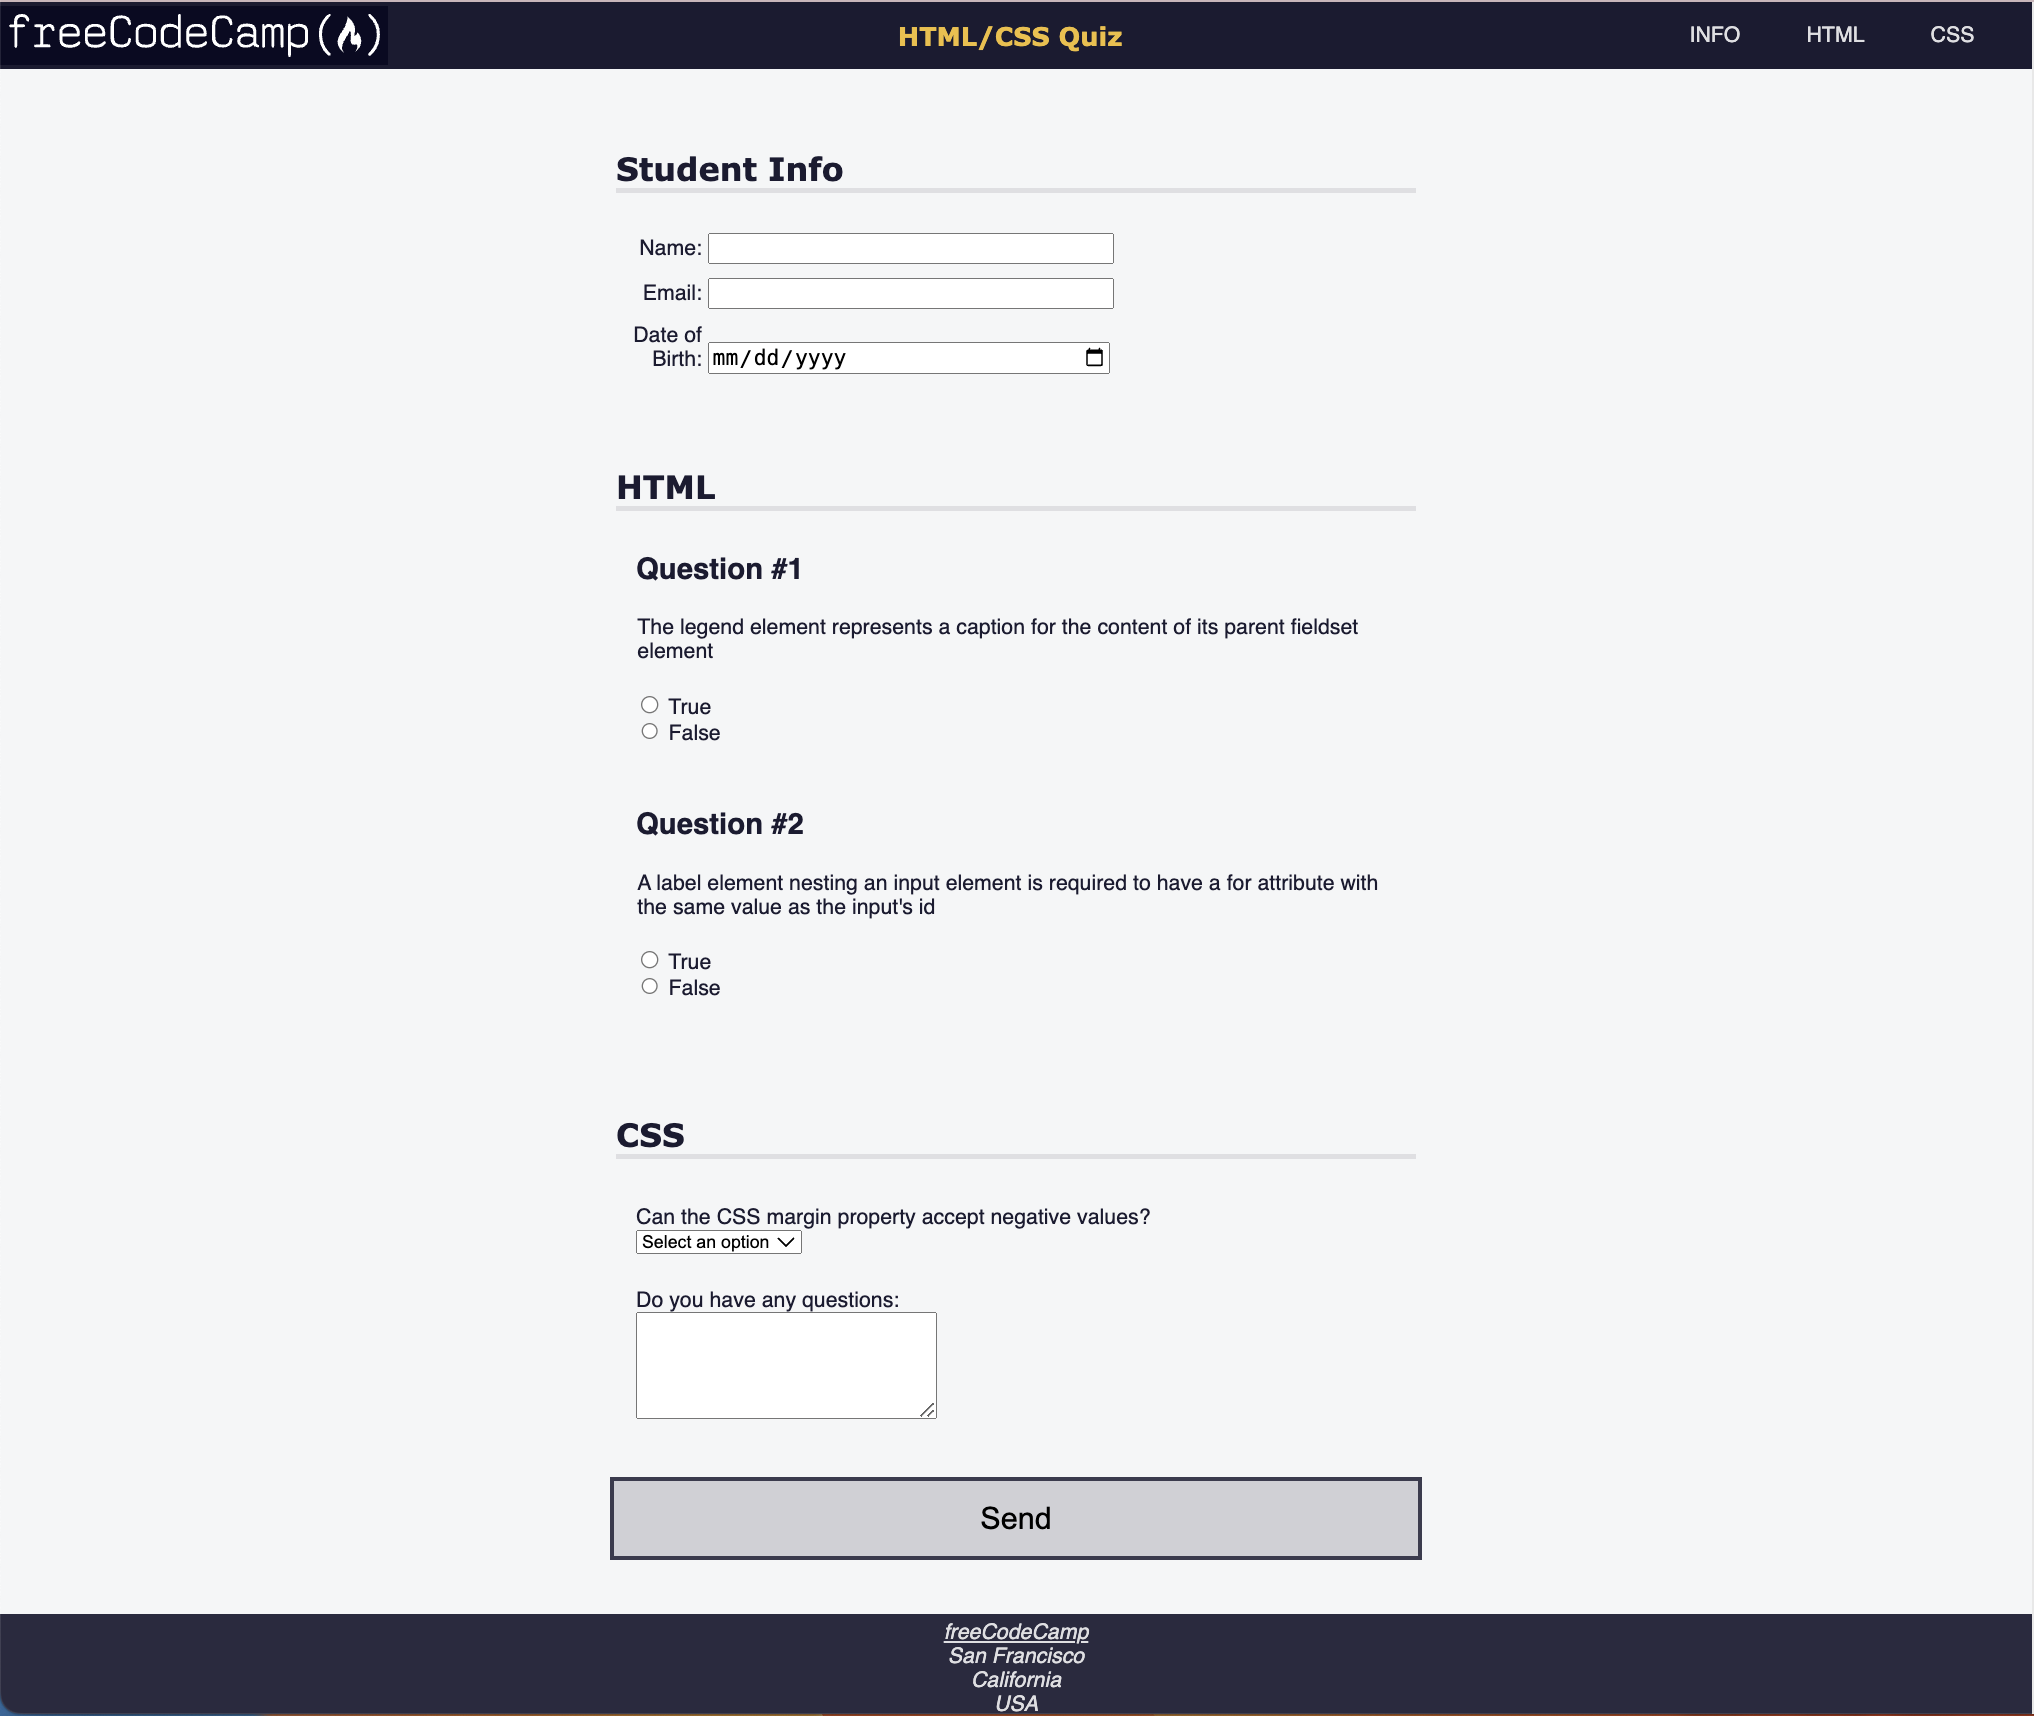 freeCodeCamp
HTML/CSS Quiz
INFO
HTML
CSS
Student Info
Name:
Email:
Date of
Birth:
mm/dd/yyyy
HTML
Question #1
The legend element represents a caption for the content of its parent fieldset
element
True
False
Question #2
A label element nesting an input element is required to have a for attribute with
the same value as the input's id
True
False
CSS
Can the CSS margin property accept negative values?
Select an option
Do you have any questions:
Send
freeCodeCamp
San Francisco
California
USA